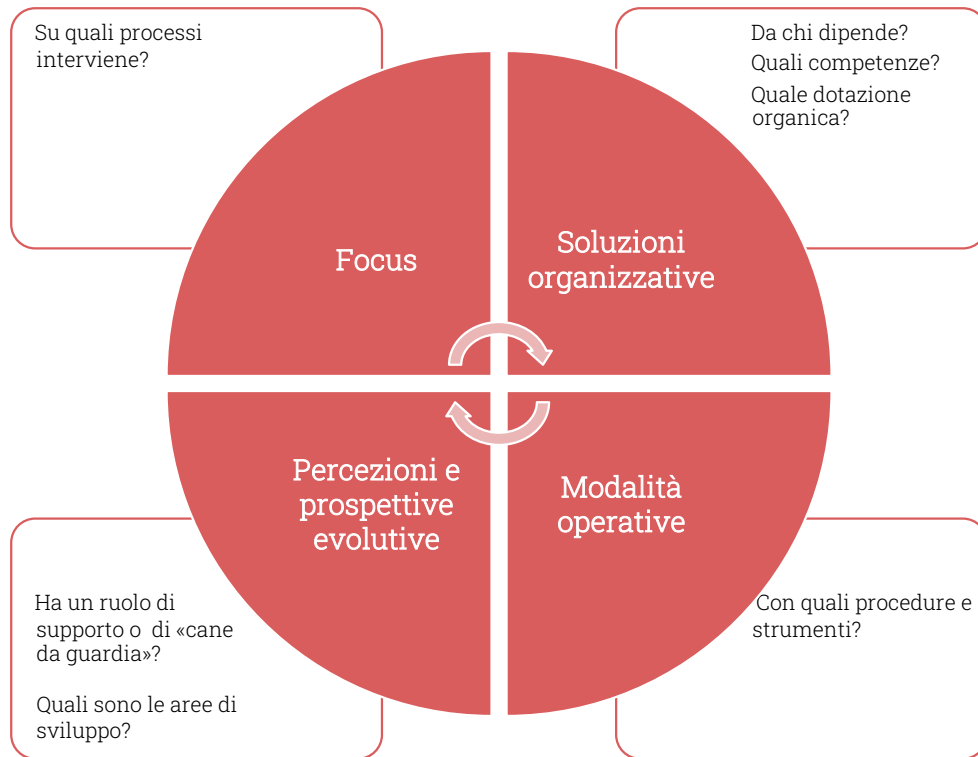 Su quali processi
interviene?
Da chi dipende?
Quali competenze?
Quale dotazione
organica?
Focus
Soluzioni
organizzative
Percezioni e
prospettive
evolutive
Modalità
operative
Ha un ruolo di
supporto o di «cane
da guardia»?
Quali sono le aree di
sviluppo?
Con quali procedure e
strumenti?